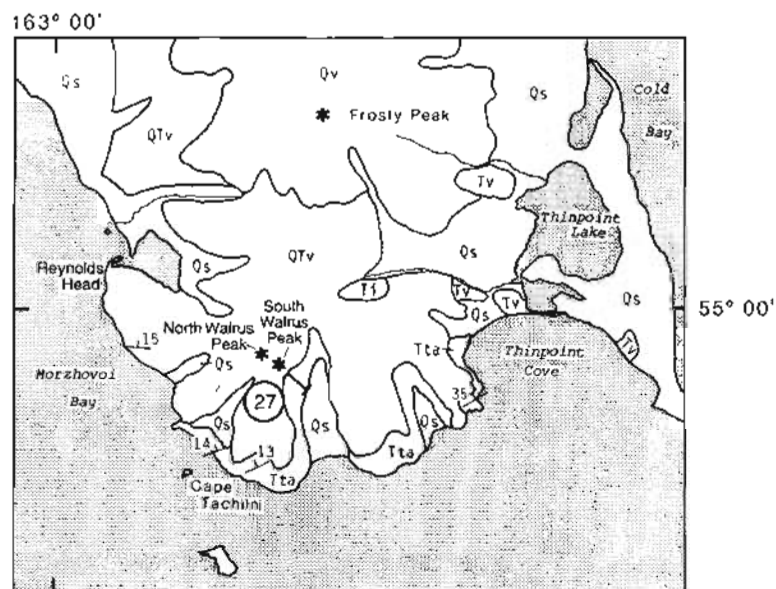 163° 00'
Qs
Qv
Qs
Cold
Bay
QTv
Frosty Peak
Tv
Thinpoint
Lake
Reynolds
Head
Qs
QTv
Qs
Ti
Tv
Tv
Qs
55° 00'
North Walrus
Peak
South
Walrus
Peak
Qs
Tta
Thinpoint
Cove
Tv
15
Qs
Morzhovoi
Bay
27
35
Qs
Qs
Qs
14
13
Tta
Tta
Cape
Tachilni